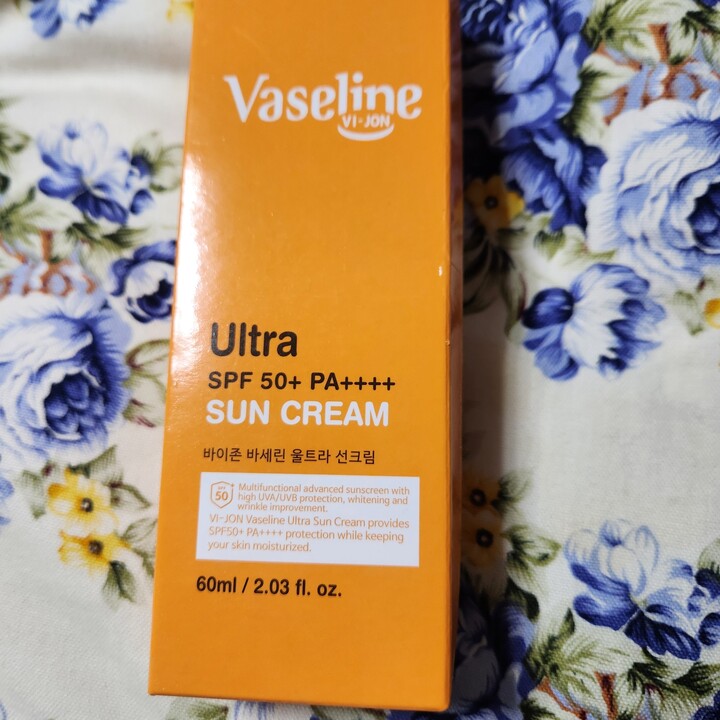 Vaseline
VI-JON
Ultra
SPF 50+ PA++++
SUN CREAM
바이존 바세린 울트라 선크림
SPF
50+
Multifunctional advanced sunscreen with
high UVA/UVB protection, whitening and
wrinkle improvement.
VI-JON Vaseline Ultra Sun Cream provides
SPF50+ PA++++ protection while keeping
your skin moisturized.
60ml / 2.03 fl. oz.